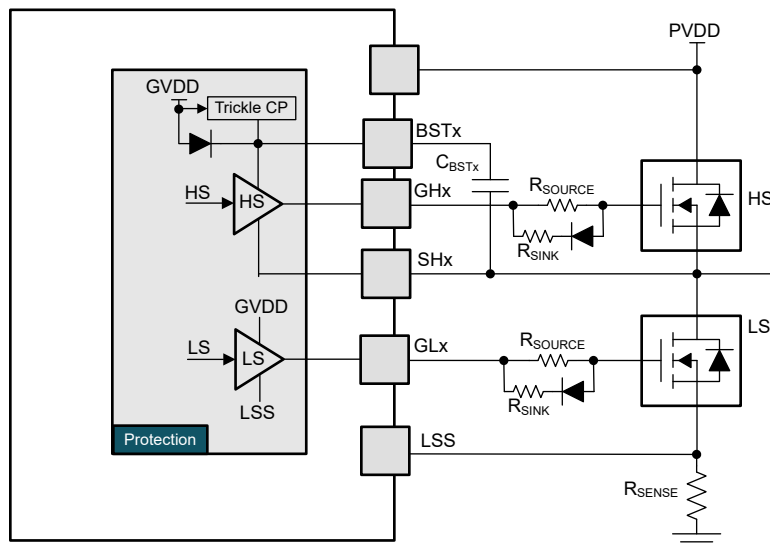 PVDD
GVDD
Trickle CP
BSTx
CBSTx
HS
HS
GHx
RSOURCE
RSINK
HS
SHx
GVDD
LS
LS
GLx
RSOURCE
RSINK
LS
LSS
Protection
LSS
RSENSE